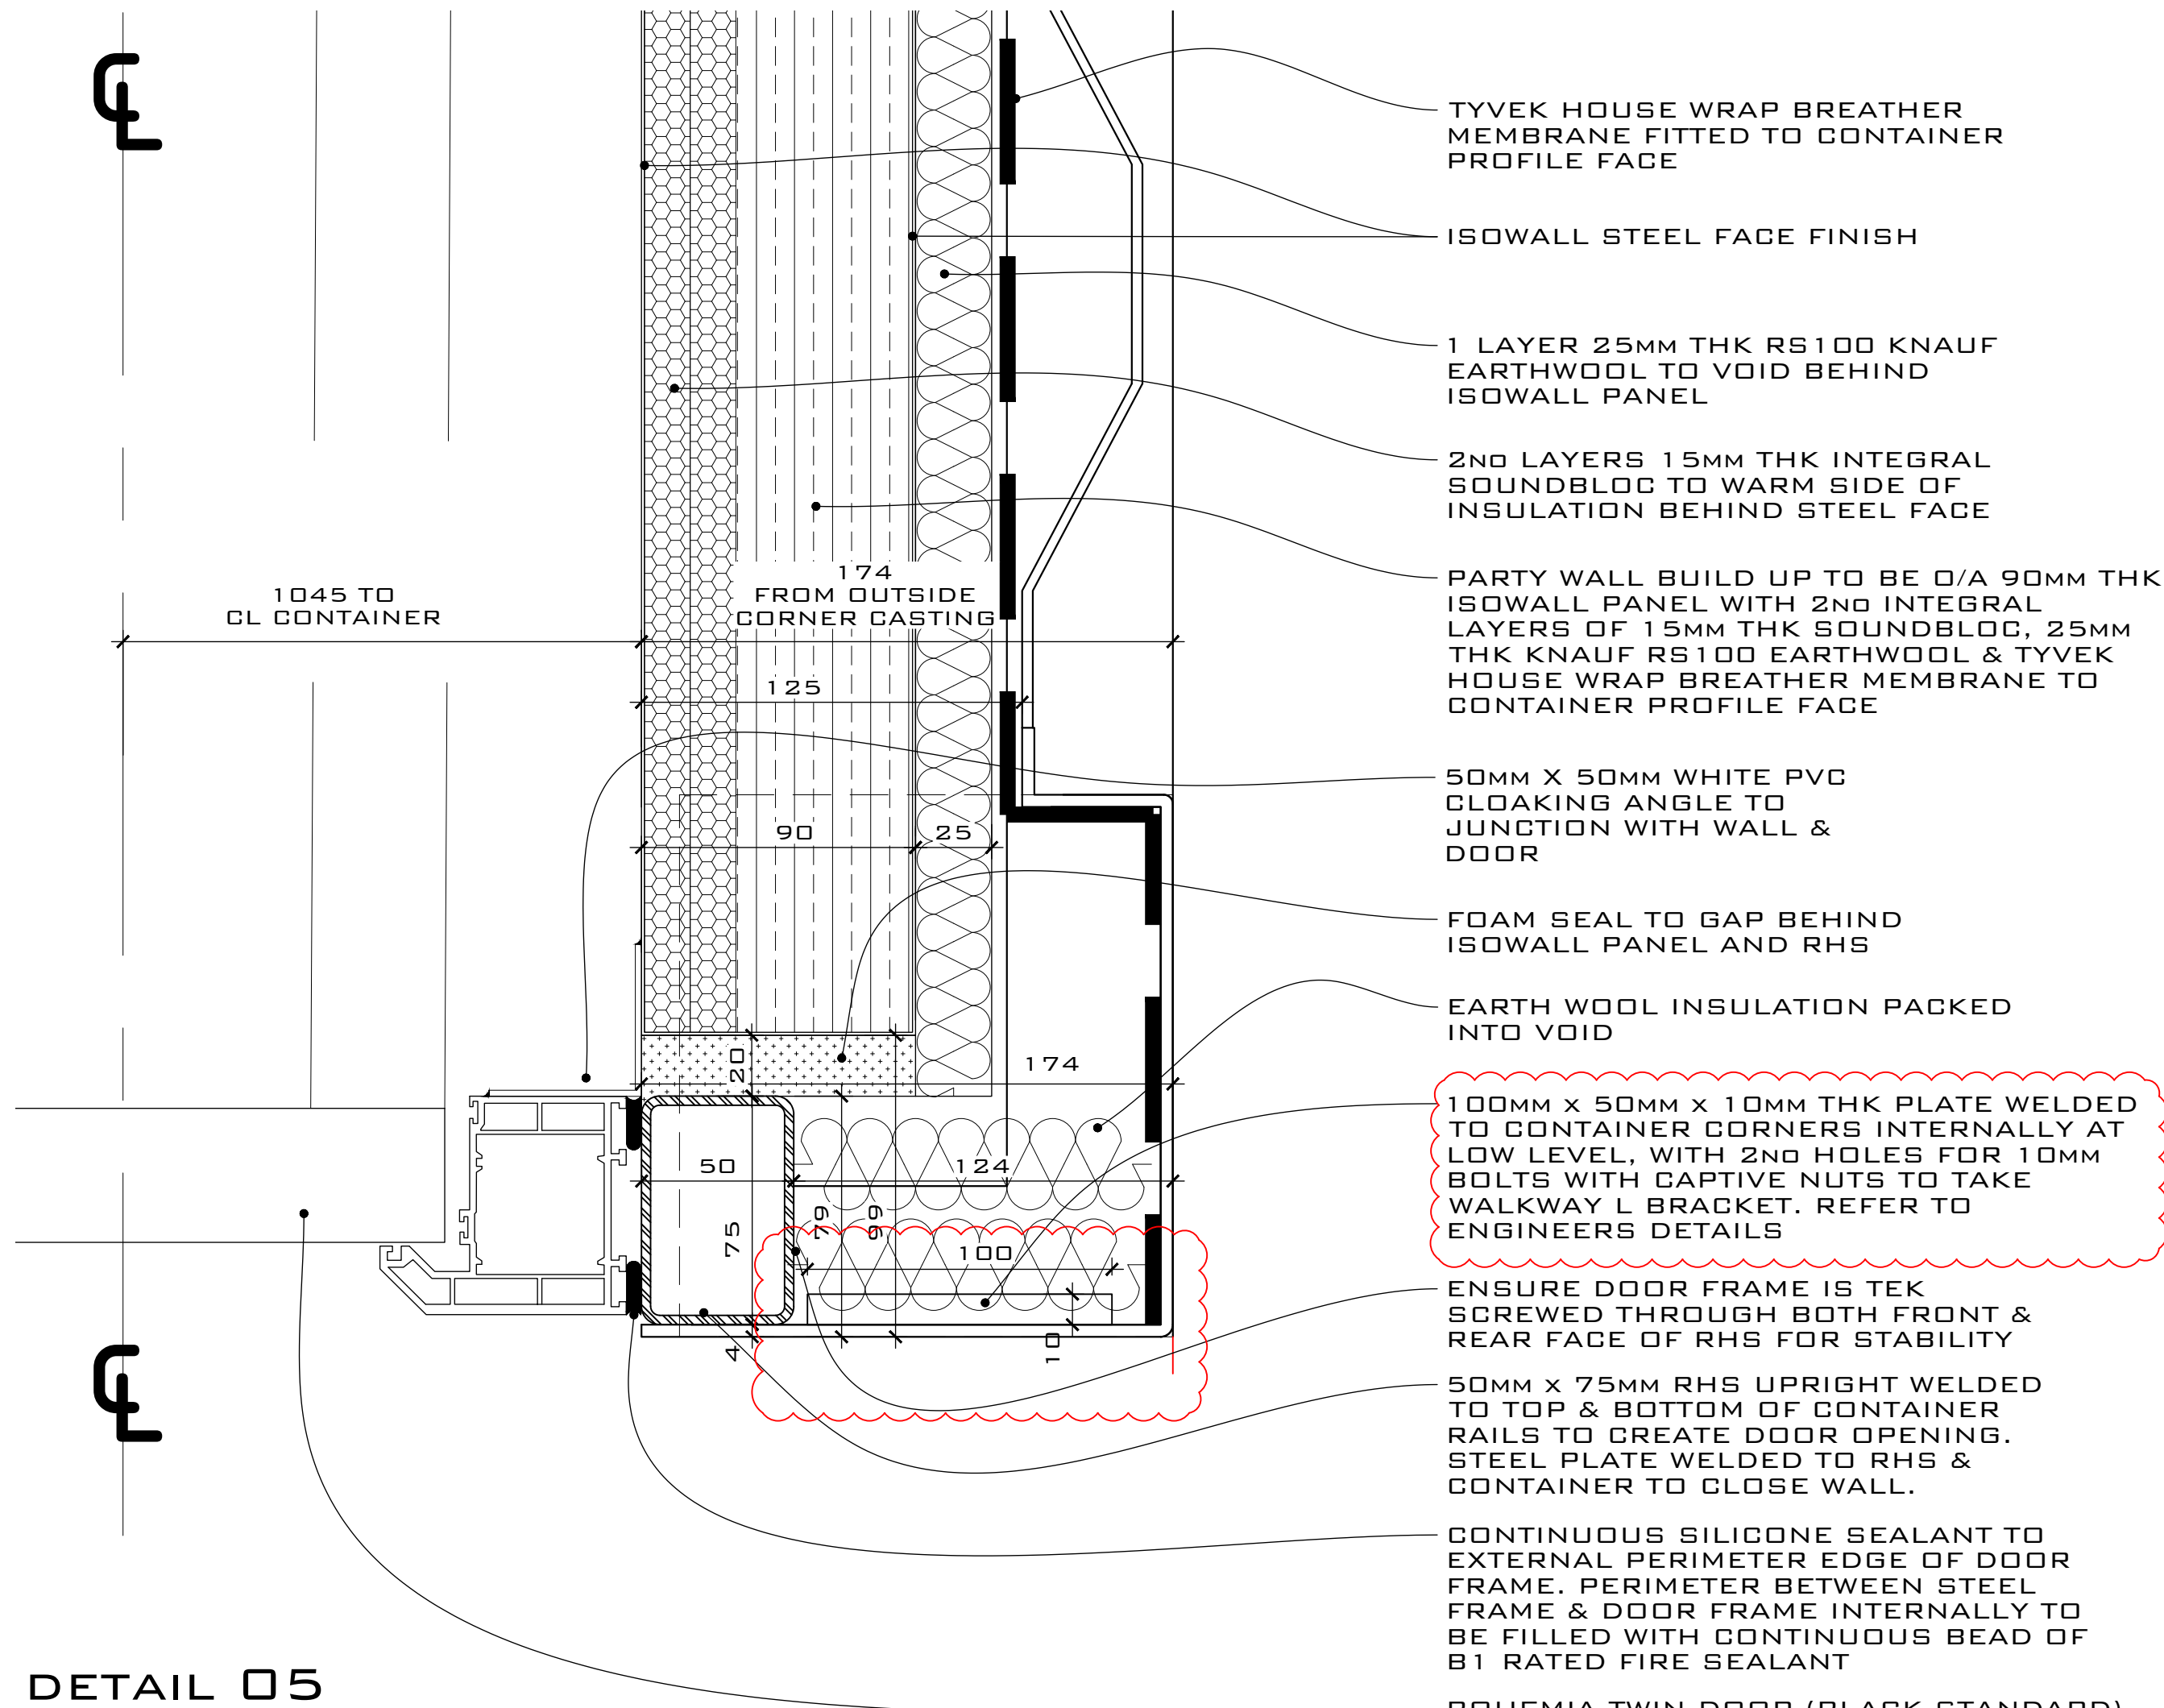 TYVEK HOUSE WRAP BREATHER
MEMBRANE FITTED TO CONTAINER
PROFILE FACE
ISOWALL STEEL FACE FINISH
1 LAYER 25MM THK RS100 KNAUF
EARTHWOOL TO VOID BEHIND
ISOWALL PANEL
2NO LAYERS 15MM THK INTEGRAL
SOUNDBLOC TO WARM SIDE OF
INSULATION BEHIND STEEL FACE
PARTY WALL BUILD UP TO BE O/A 90MM THK
ISOWALL PANEL WITH 2NO INTEGRAL
LAYERS OF 15MM THK SOUNDBLOC, 25MM
THK KNAUF RS100 EARTHWOOL & TYVEK
HOUSE WRAP BREATHER MEMBRANE TO
CONTAINER PROFILE FACE
50MM X 50MM WHITE PVC
CLOAKING ANGLE TO
JUNCTION WITH WALL &
DOOR
FOAM SEAL TO GAP BEHIND
ISOWALL PANEL AND RHS
EARTH WOOL INSULATION PACKED
INTO VOID
100MM X 50MM X 10MM THK PLATE WELDED
TO CONTAINER CORNERS INTERNALLY AT
LOW LEVEL, WITH 2NO HOLES FOR 10MM
BOLTS WITH CAPTIVE NUTS TO TAKE
WALKWAY L BRACKET. REFER TO
ENGINEERS DETAILS
ENSURE DOOR FRAME IS TEK
SCREWED THROUGH BOTH FRONT &
REAR FACE OF RHS FOR STABILITY
50MM X 75MM RHS UPRIGHT WELDED
TO TOP & BOTTOM OF CONTAINER
RAILS TO CREATE DOOR OPENING.
STEEL PLATE WELDED TO RHS &
CONTAINER TO CLOSE WALL.
CONTINUOUS SILICONE SEALANT TO
EXTERNAL PERIMETER EDGE OF DOOR
FRAME. PERIMETER BETWEEN STEEL
FRAME & DOOR FRAME INTERNALLY TO
BE FILLED WITH CONTINUOUS BEAD OF
B1 RATED FIRE SEALANT
BOHEMIA TWIN DOOR (BLACK STANDARD)
CL
1045 TO
CL CONTAINER
174
FROM OUTSIDE
CORNER CASTING
125
90
25
20
174
50
124
75
79
99
100
4
10
CL
DETAIL 05